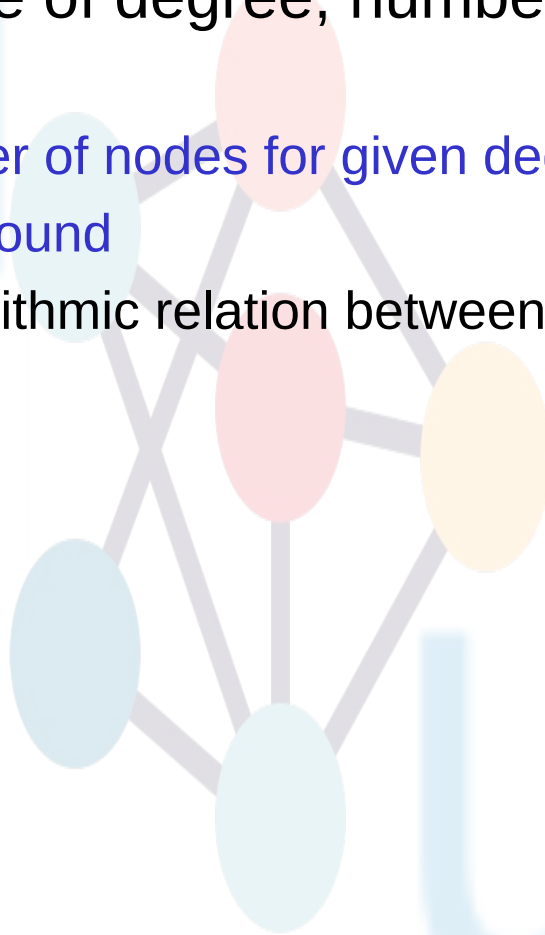 e of degree, numbe
er of nodes for given de
ound
ithmic relation between